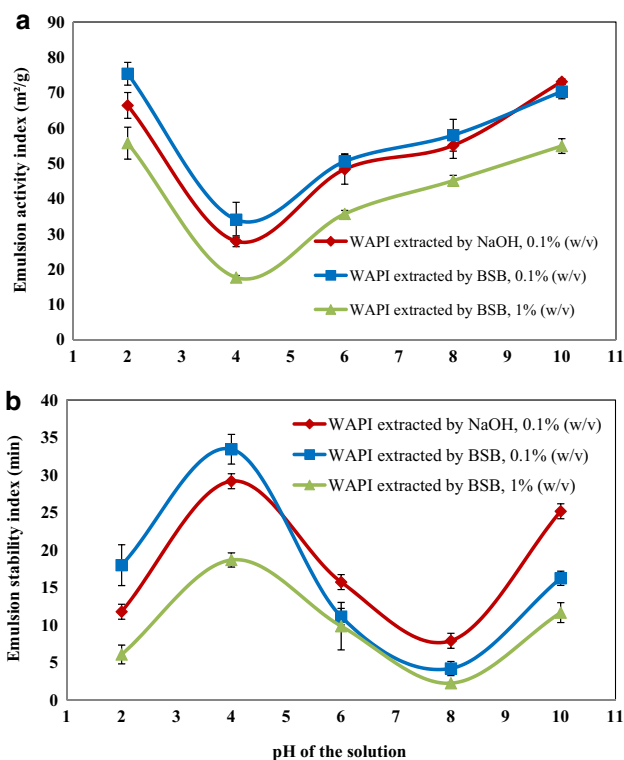 a
Emulsion activity index (m²/g)
90
80
70
60
50
40
30
20
10
0
WAPI extracted by NaOH, 0.1% (w/v)
WAPI extracted by BSB, 0.1% (w/v)
WAPI extracted by BSB, 1% (w/v)
1 2 3 4 5 6 7 8 9 10 11
b
Emulsion stability index (min)
40
35
30
25
20
15
10
5
0
WAPI extracted by NaOH, 0.1% (w/v)
WAPI extracted by BSB, 0.1% (w/v)
WAPI extracted by BSB, 1% (w/v)
1 2 3 4 5 6 7 8 9 10 11
pH of the solution